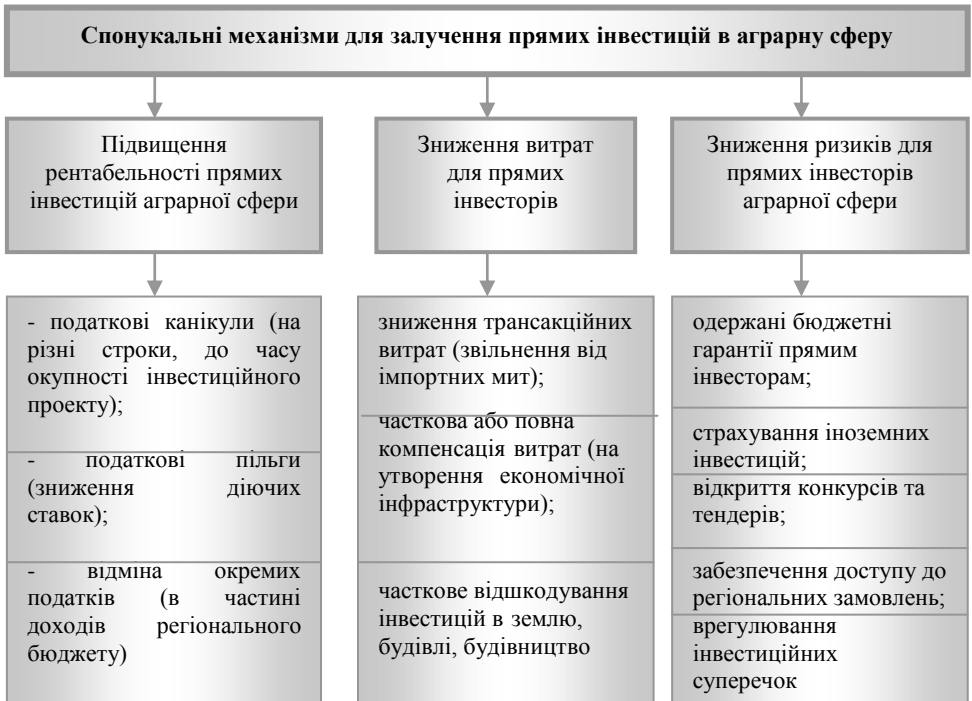 Спонукальні механізми для залучення прямих інвестицій в аграрну сферу
Підвищення
рентабельності прямих
інвестицій аграрної сфери
Зниження витрат
для прямих
інвесторів
Зниження ризиків для
прямих інвесторів
аграрної сфери
- податкові канікули (на
різні строки, до часу
окупності інвестиційного
проекту);
- податкові пільги
(зниження діючих
ставок);
- відміна окремих
податків (в частині
доходів регіонального
бюджету)
зниження трансакційних
витрат (звільнення від
імпортних мит);
часткова або повна
компенсація витрат (на
утворення економічної
інфраструктури);
часткове відшкодування
інвестицій в землю,
будівлі, будівництво
одержані бюджетні
гарантії прямим
інвесторам;
страхування іноземних
інвестицій;
відкриття конкурсів та
тендерів;
забезпечення доступу до
регіональних замовлень;
врегулювання
інвестиційних
суперечок